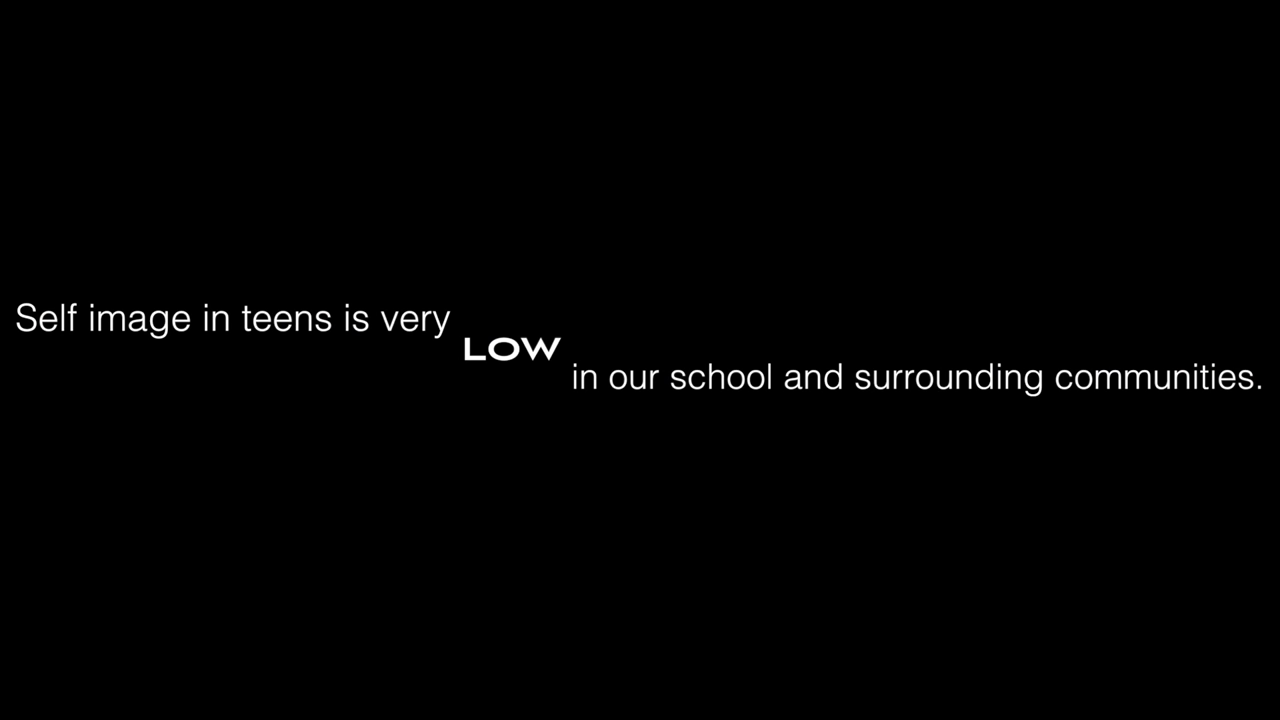 Self image in teens is very
LOW
in our school and surrounding communities.